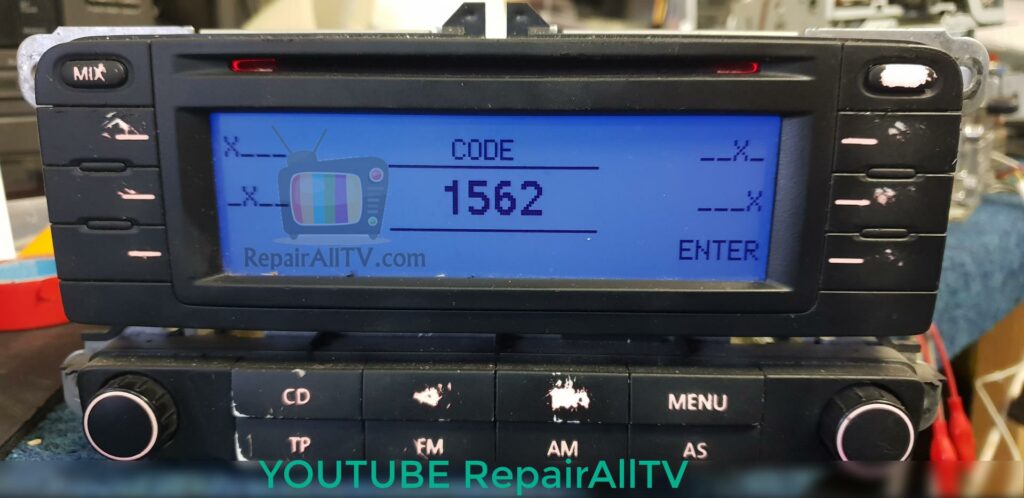 MIX
X___ CODE __X_
_X__ 1562 ___X
RepairAllTV.com ENTER
CD MENU
TP FM AM AS
YOUTUBE RepairAllTV